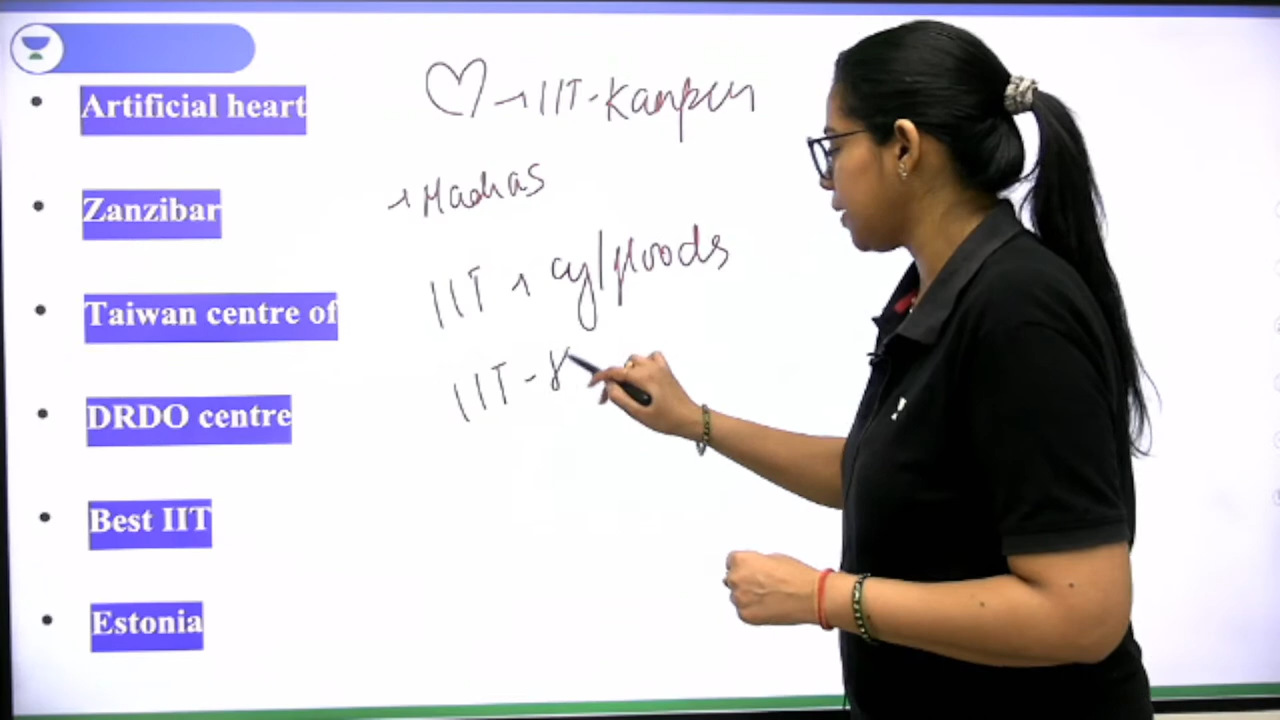 Artificial heart
♡ → IIT-Kanpur
Zanzibar
→ Madras
Taiwan centre of
IIT → cy/floods
DRDO centre
IIT-
Best IIT
Estonia